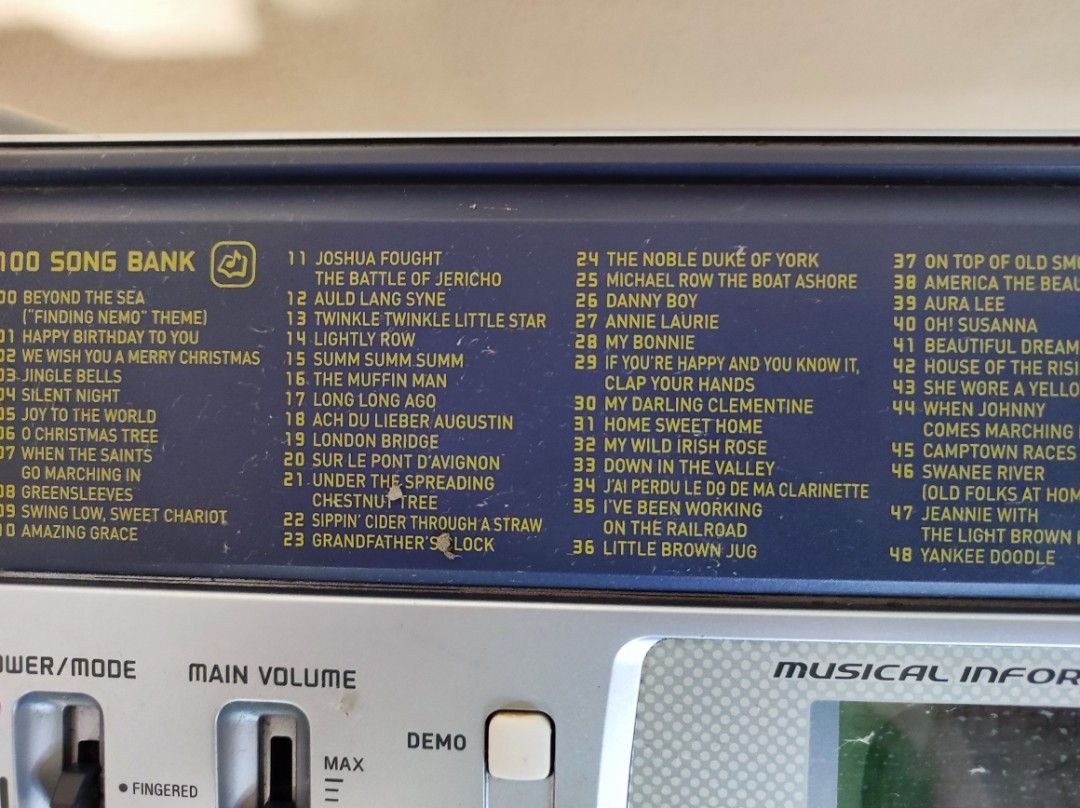 100 SONG BANK
00 BEYOND THE SEA
("FINDING NEMO" THEME)
01 HAPPY BIRTHDAY TO YOU
02 WE WISH YOU A MERRY CHRISTMAS
03 JINGLE BELLS
04 SILENT NIGHT
05 JOY TO THE WORLD
06 O CHRISTMAS TREE
07 WHEN THE SAINTS
GO MARCHING IN
08 GREENSLEEVES
09 SWING LOW, SWEET CHARIOT
10 AMAZING GRACE
11 JOSHUA FOUGHT
THE BATTLE OF JERICHO
12 AULD LANG SYNE
13 TWINKLE TWINKLE LITTLE STAR
14 LIGHTLY ROW
15 SUMM SUMM SUMM
16 THE MUFFIN MAN
17 LONG LONG AGO
18 ACH DU LIEBER AUGUSTIN
19 LONDON BRIDGE
20 SUR LE PONT D'AVIGNON
21 UNDER THE SPREADING
CHESTNUT TREE
22 SIPPIN' CIDER THROUGH A STRAW
23 GRANDFATHER'S CLOCK
24 THE NOBLE DUKE OF YORK
25 MICHAEL ROW THE BOAT ASHORE
26 DANNY BOY
27 ANNIE LAURIE
28 MY BONNIE
29 IF YOU'RE HAPPY AND YOU KNOW IT,
CLAP YOUR HANDS
30 MY DARLING CLEMENTINE
31 HOME SWEET HOME
32 MY WILD IRISH ROSE
33 DOWN IN THE VALLEY
34 J'AI PERDU LE DO DE MA CLARINETTE
35 I'VE BEEN WORKING
ON THE RAILROAD
36 LITTLE BROWN JUG
37 ON TOP OF OLD SM
38 AMERICA THE BEAU
39 AURA LEE
40 OH! SUSANNA
41 BEAUTIFUL DREAM
42 HOUSE OF THE RISI
43 SHE WORE A YELLO
44 WHEN JOHNNY
COMES MARCHING
45 CAMPTOWN RACES
46 SWANEE RIVER
(OLD FOLKS AT HOM
47 JEANNIE WITH
THE LIGHT BROWN
48 YANKEE DOODLE
OWER/MODE
MAIN VOLUME
DEMO
MAX
• FINGERED
MUSICAL INFOR